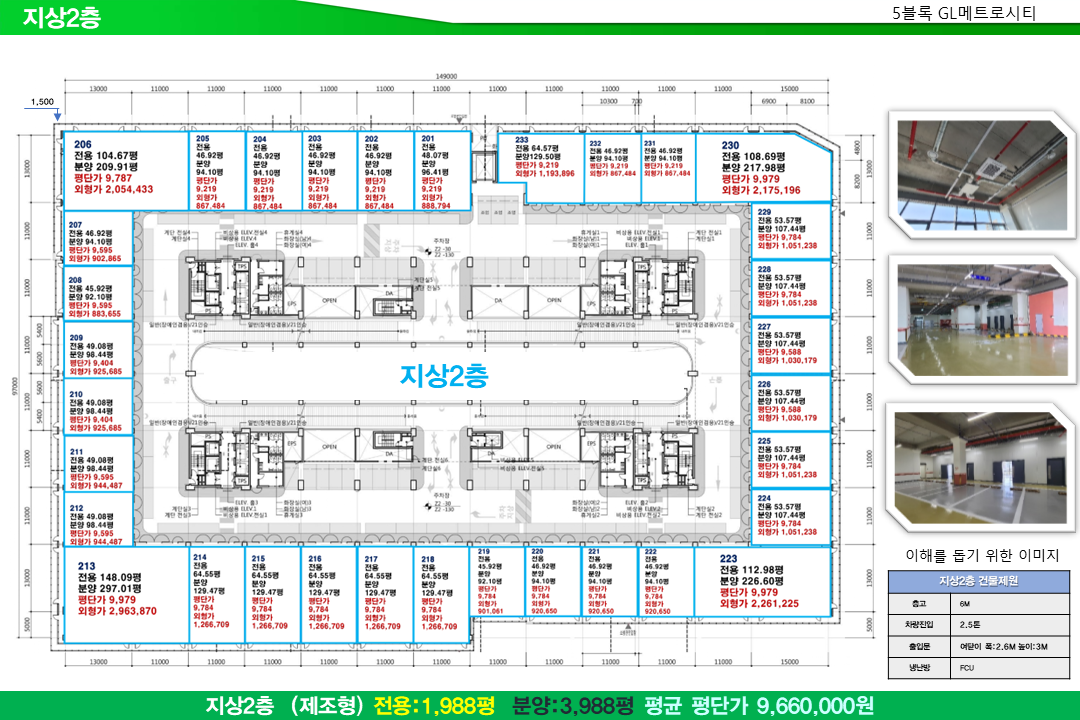 지상2층
5블록 GL메트로시티
149000
13000 11000 11000 11000 11000 11000 11000 11000 11000 11000 11000 11000 15000
10300 700 6900 8100
1,500
206
전용 104.67평
분양 209.91평
평단가 9,787
외형가 2,054,433
205
전용
46.92평
분양
94.10평
평단가
9,219
외형가
867,484
204
전용
46.92평
분양
94.10평
평단가
9,219
외형가
867,484
203
전용
46.92평
분양
94.10평
평단가
9,219
외형가
867,484
202
전용
46.92평
분양
94.10평
평단가
9,219
외형가
867,484
201
전용
48.07평
분양
96.41평
평단가
9,219
외형가
888,794
233
전용 64.57평
분양129.50평
평단가 9,219
외형가 1,193,896
232
전용 46.92평
분양 94.10평
평단가 9,219
외형가 867,484
231
전용 46.92평
분양 94.10평
평단가 9,219
외형가 867,484
230
전용 108.69평
분양 217.98평
평단가 9,979
외형가 2,175,196
207
전용 46.92평
분양 94.10평
평단가 9,595
외형가 902,865
208
전용 45.92평
분양 92.10평
평단가 9,595
외형가 883,655
209
전용 49.08평
분양 98.44평
평단가 9,404
외형가 925,685
210
전용 49.08평
분양 98.44평
평단가 9,404
외형가 925,685
211
전용 49.08평
분양 98.44평
평단가 9,595
외형가 944,487
212
전용 49.08평
분양 98.44평
평단가 9,595
외형가 944,487
229
전용 53.57평
분양 107.44평
평단가 9,784
외형가 1,051,238
228
전용 53.57평
분양 107.44평
평단가 9,784
외형가 1,051,238
227
전용 53.57평
분양 107.44평
평단가 9,588
외형가 1,030,179
226
전용 53.57평
분양 107.44평
평단가 9,588
외형가 1,030,179
225
전용 53.57평
분양 107.44평
평단가 9,784
외형가 1,051,238
224
전용 53.57평
분양 107.44평
평단가 9,784
외형가 1,051,238
지상2층
213
전용 148.09평
분양 297.01평
평단가 9,979
외형가 2,963,870
214
전용
64.55평
분양
129.47평
평단가
9,784
외형가
1,266,709
215
전용
64.55평
분양
129.47평
평단가
9,784
외형가
1,266,709
216
전용
64.55평
분양
129.47평
평단가
9,784
외형가
1,266,709
217
전용
64.55평
분양
129.47평
평단가
9,784
외형가
1,266,709
218
전용
64.55평
분양
129.47평
평단가
9,784
외형가
1,266,709
219
전용
45.92평
분양
92.10평
평단가
9,784
외형가
901,061
220
전용
46.92평
분양
94.10평
평단가
9,784
외형가
920,650
221
전용
46.92평
분양
94.10평
평단가
9,784
외형가
920,650
222
전용
46.92평
분양
94.10평
평단가
9,784
외형가
920,650
223
전용 112.98평
분양 226.60평
평단가 9,979
외형가 2,261,225
13000 11000 11000 11000 11000 11000 11000 11000 11000 11000 11000 11000 15000
이해를 돕기 위한 이미지
지상2층 건물제원
층고 6M
차량진입 2.5톤
출입문 여닫이 폭:2.6M 높이:3M
냉난방 FCU
지상2층 (제조형) 전용:1,988평 분양:3,988평 평균 평단가 9,660,000원